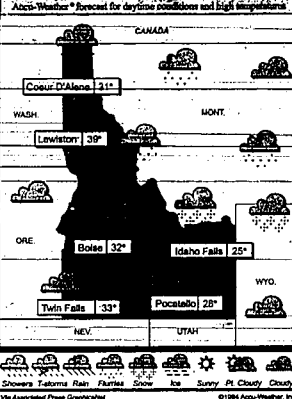 Accu-Weather® forecast for daytime conditions and high temperatures
CANADA
Coeur D'Alene 31°
WASH.
MONT.
Lewiston 39°
ORE.
Boise 32°
Idaho Falls 25°
WYO.
Twin Falls 33°
Pocatello 28°
NEV.
UTAH
Showers T-storms Rain Flurries Snow Ice Sunny Pt. Cloudy Cloudy
Via Associated Press GraphicsNet
©1994 Accu-Weather, In